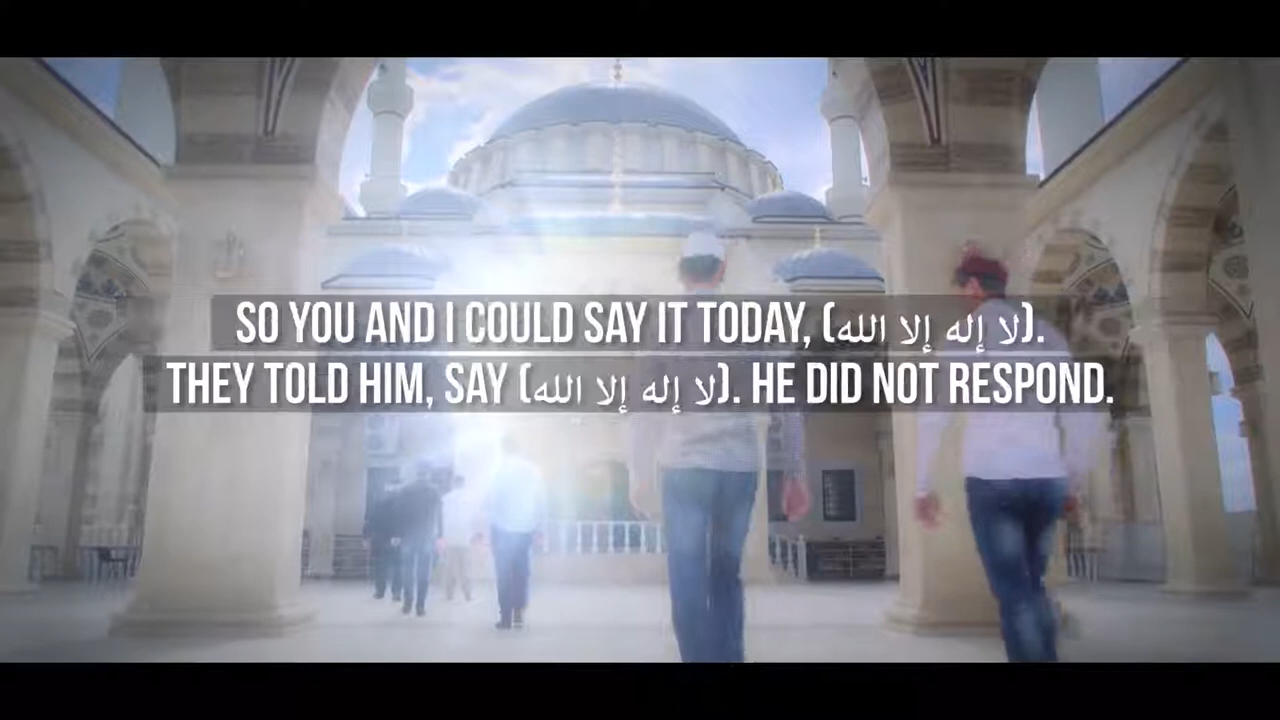 SO YOU AND I COULD SAY IT TODAY, (لا إله إلا الله).
THEY TOLD HIM, SAY (لا إله إلا الله). HE DID NOT RESPOND.